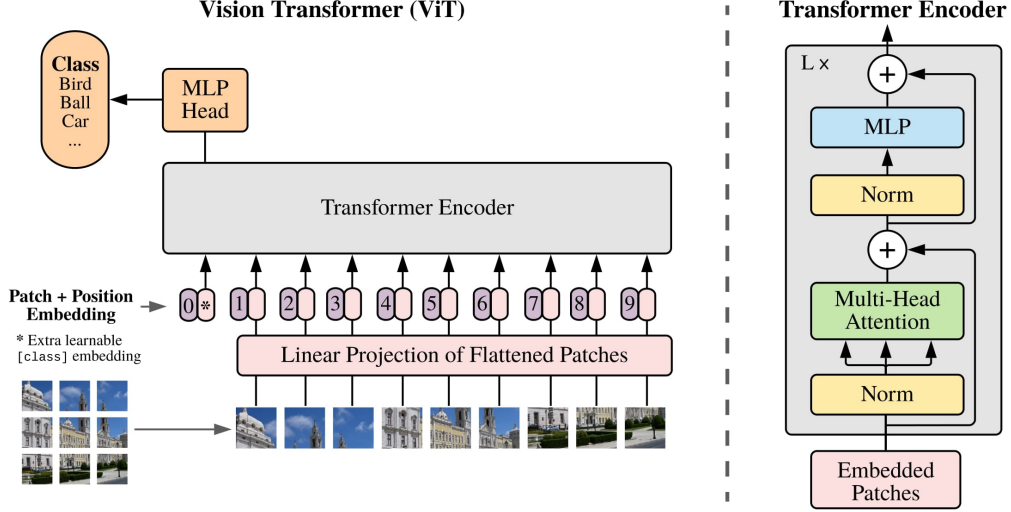 Vision Transformer (ViT)
Class
Bird
Ball
Car
...
MLP
Head
Transformer Encoder
0 * 1 2 3 4 5 6 7 8 9
Patch + Position
Embedding
* Extra learnable
[class] embedding
Linear Projection of Flattened Patches
Transformer Encoder
L ×
+
MLP
Norm
+
Multi-Head
Attention
Norm
Embedded
Patches